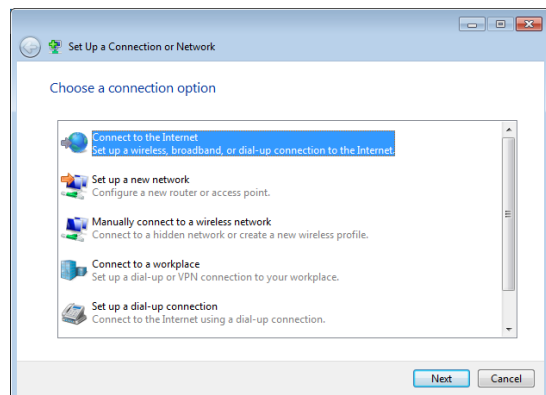 Set Up a Connection or Network
Choose a connection option
Connect to the Internet
Set up a wireless, broadband, or dial-up connection to the Internet.
Set up a new network
Configure a new router or access point.
Manually connect to a wireless network
Connect to a hidden network or create a new wireless profile.
Connect to a workplace
Set up a dial-up or VPN connection to your workplace.
Set up a dial-up connection
Connect to the Internet using a dial-up connection.
Next Cancel